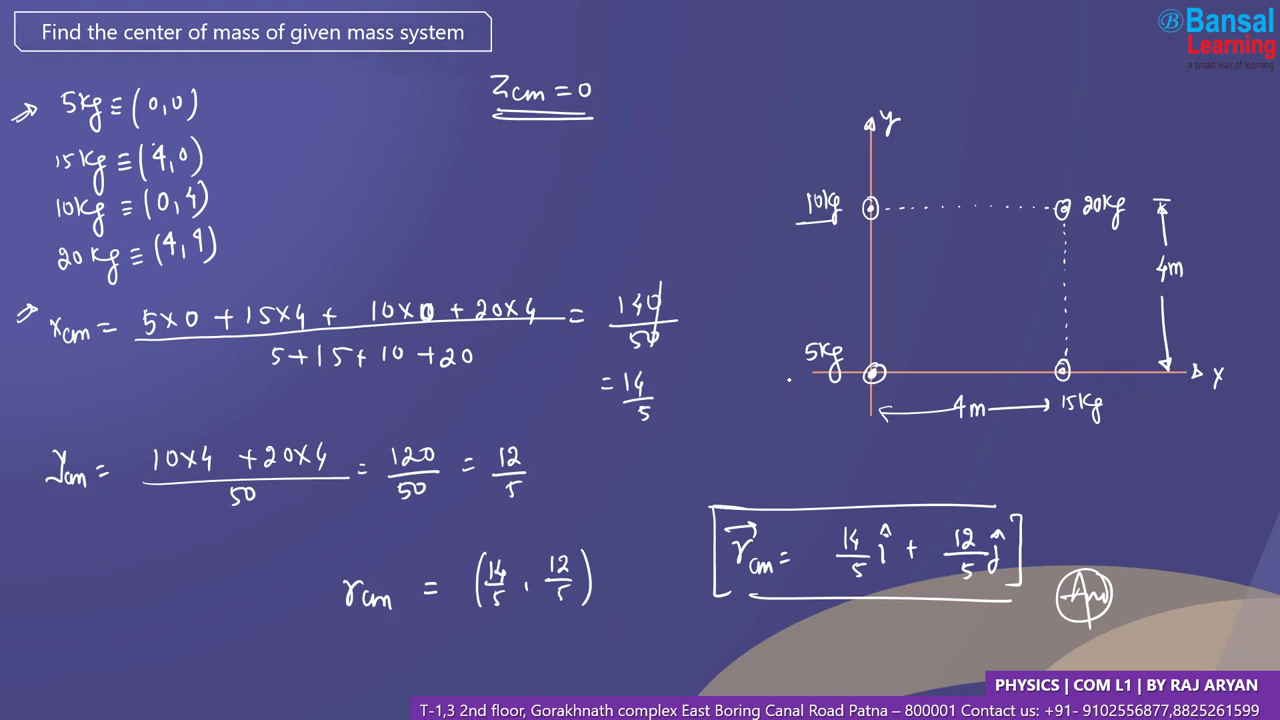 Find the center of mass of given mass system
Bansal
Learning
a smart way of learning.
5kg ≡ (0,0)
15kg ≡ (4,0)
10kg ≡ (0,4)
20kg ≡ (4,4)
Zcm = 0
xcm = 5×0 + 15×4 + 10×0 + 20×4 / 5+15+10+20 = 140/50
= 14/5
Ycm = 10×4 + 20×4 / 50 = 120/50 = 12/5
rcm = (14/5, 12/5)
r⃗cm = 14/5 î + 12/5 ĵ
Ans
y
10kg
20kg
4m
5kg
x
4m
15kg
PHYSICS | COM L1 | BY RAJ ARYAN
T-1,3 2nd floor, Gorakhnath complex East Boring Canal Road Patna – 800001 Contact us: +91- 9102556877,8825261599